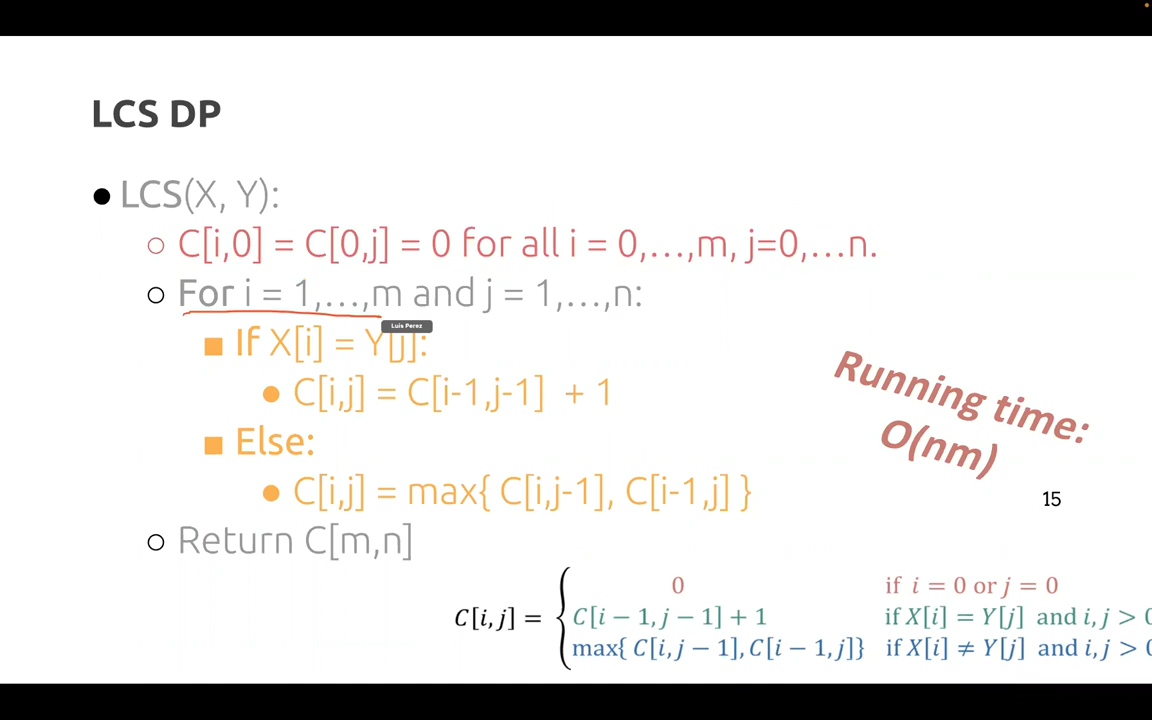 LCS DP
● LCS(X, Y):
○ C[i,0] = C[0,j] = 0 for all i = 0,…,m, j=0,…n.
○ For i = 1,…,m and j = 1,…,n:
Luis Perez
■ If X[i] = Y[j]:
● C[i,j] = C[i-1,j-1] + 1
■ Else:
● C[i,j] = max{ C[i,j-1], C[i-1,j] }
○ Return C[m,n]
Running time:
O(nm)
15
C[i,j] = { 0 if i = 0 or j = 0
C[i − 1, j − 1] + 1 if X[i] = Y[j] and i, j > 0
max{ C[i, j − 1], C[i − 1, j]} if X[i] ≠ Y[j] and i, j > 0